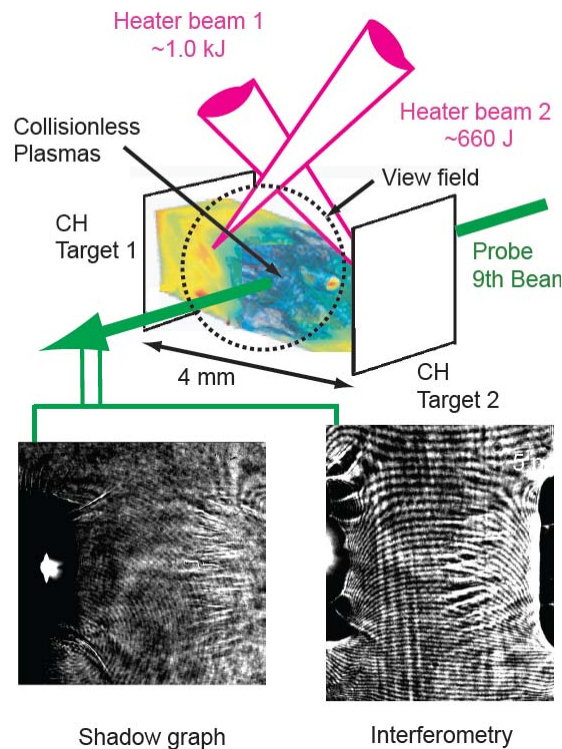 Heater beam 1
~1.0 kJ
Heater beam 2
~660 J
Collisionless
Plasmas
View field
CH
Target 1
Probe
9th Beam
4 mm
CH
Target 2
Shadow graph
Interferometry